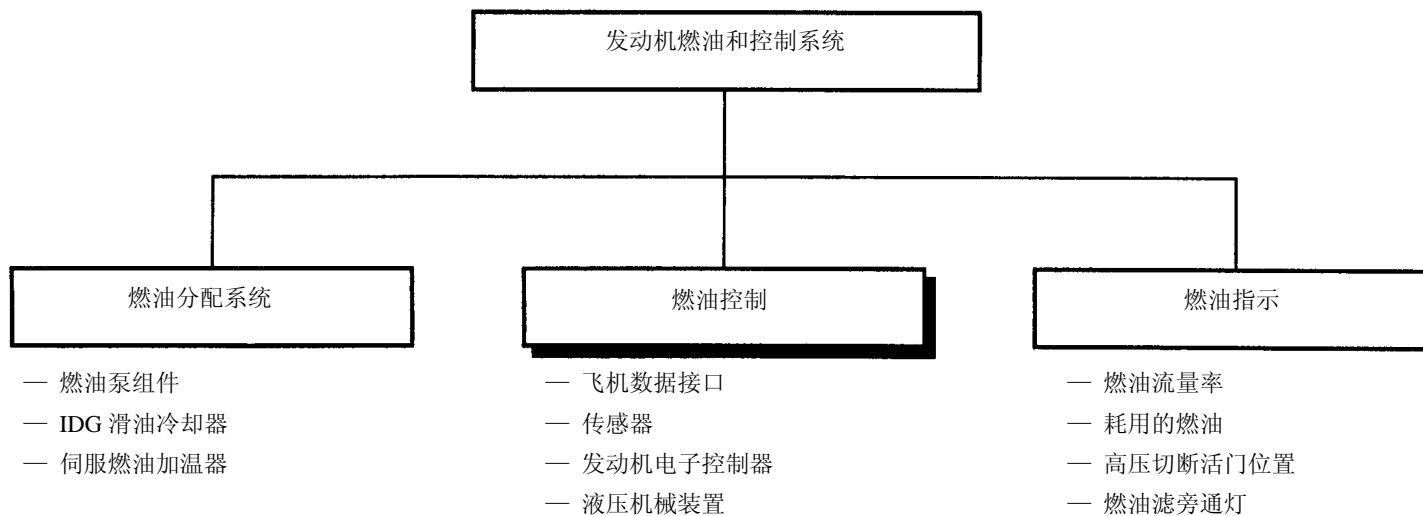 发动机燃油和控制系统
燃油分配系统
— 燃油泵组件
— IDG 滑油冷却器
— 伺服燃油加温器
燃油控制
— 飞机数据接口
— 传感器
— 发动机电子控制器
— 液压机械装置
燃油指示
— 燃油流量率
— 耗用的燃油
— 高压切断活门位置
— 燃油滤旁通灯